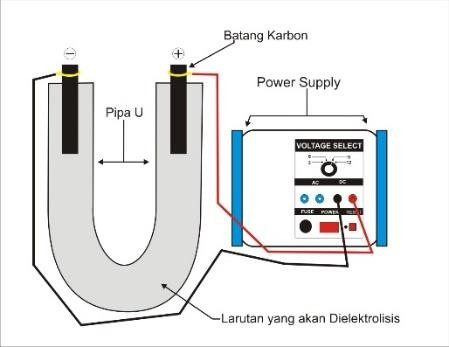 − +
Batang Karbon
Power Supply
Pipa U
VOLTAGE SELECT
AC DC
FUSE POWER
Larutan yang akan Dielektrolisis